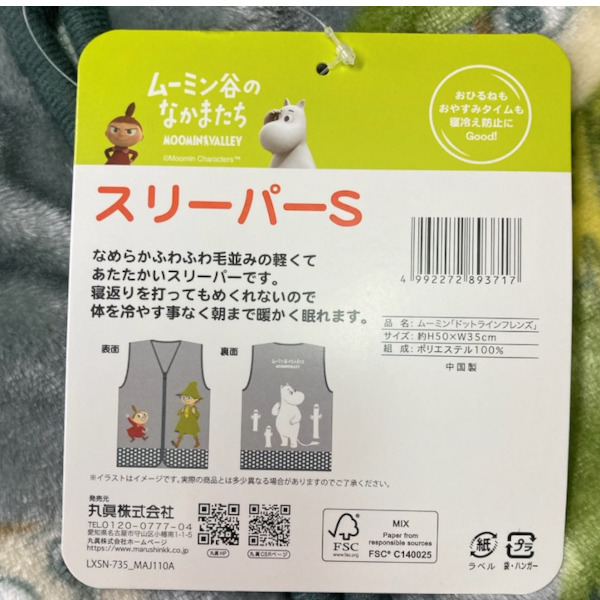 ムーミン谷の
なかまたち
MOOMINVALLEY
©Moomin Characters™
おひるねも
おやすみタイムも
寝冷え防止に
Good!
スリーパーS
なめらかふわふわ毛並みの軽くて
あたたかいスリーパーです。
寝返りを打ってもめくれないので
体を冷やす事なく朝まで暖かく眠れます。
4 992272 893717
品 名: ムーミン「ドットラインフレンズ」
サイズ: 約H50×W35cm
組 成: ポリエステル100%
中国製
表面
裏面
ムーミン谷のなかまたち
MOOMINVALLEY
※イラストはイメージです。実際の商品とは多少異なる場合がありますのでご了承ください。
発売元
丸眞株式会社
TEL0120-0777-04
愛知県名古屋市守山区小幡南1-1-5
丸眞株式会社ホームページ
https://www.marushinkk.co.jp
LXSN-735_MAJ110A
丸眞HP
丸眞CSRページ
FSC
www.fsc.org
MIX
Paper from
responsible sources
FSC® C140025
紙
ラベル
プラ
袋・ハンガー